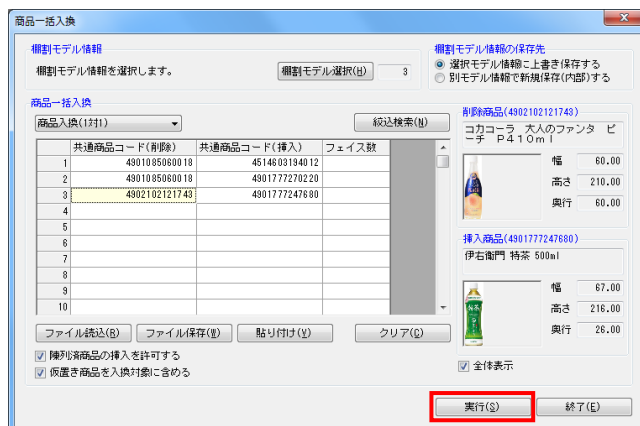 商品一括入換
棚割モデル情報
棚割モデル情報を選択します。
棚割モデル選択(H)
3
棚割モデル情報の保存先
選択モデル情報に上書き保存する
別モデル情報で新規保存(内部)する
商品一括入換
商品入換(1対1)
絞込検索(N)
共通商品コード(削除) 共通商品コード(挿入) フェイス数
1 4901085060018 4514603194012
2 4901085060018 4901777270220
3 4902102121743 4901777247680
4
5
6
7
8
9
10
ファイル読込(R) ファイル保存(W) 貼り付け(V) クリア(C)
陳列済商品の挿入を許可する
仮置き商品を入換対象に含める
削除商品(4902102121743)
コカコーラ 大人のファンタ ピ
ーチ P410ml
幅 60.00
高さ 210.00
奥行 60.00
挿入商品(4901777247680)
伊右衛門 特茶 500ml
幅 67.00
高さ 216.00
奥行 26.00
全体表示
実行(S) 終了(E)